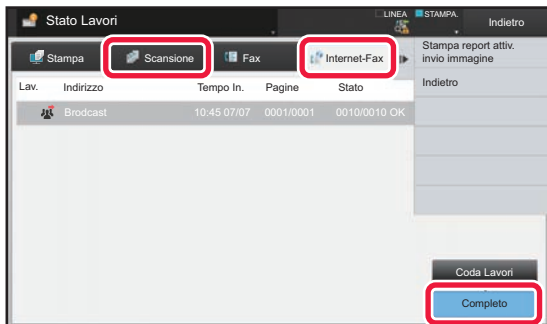 Stato Lavori
LINEA
STAMPA.
Indietro
Stampa
Scansione
Fax
Internet-Fax
Stampa report attiv.
invio immagine
Indietro
Lav. Indirizzo Tempo In. Pagine Stato
Brodcast 10:45 07/07 0001/0001 0010/0010 OK
Coda Lavori
Completo